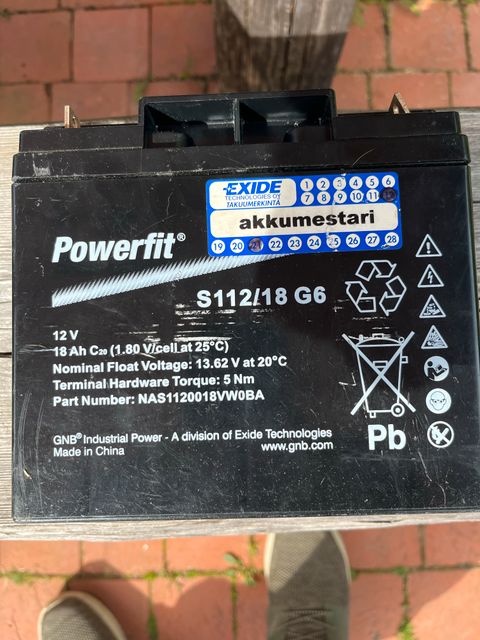 EXIDE
TECHNOLOGIES OY
TAKUUMERKINTÄ
1 2 3 4 5 6
7 8 9 10 11
akkumestari
19 20 21 22 23 24 25 26 27 28
Powerfit®
S112/18 G6
12 V
18 Ah C20 (1.80 V/cell at 25°C)
Nominal Float Voltage: 13.62 V at 20°C
Terminal Hardware Torque: 5 Nm
Part Number: NAS1120018VW0BA
Pb
GNB® Industrial Power - A division of Exide Technologies
Made in China
www.gnb.com